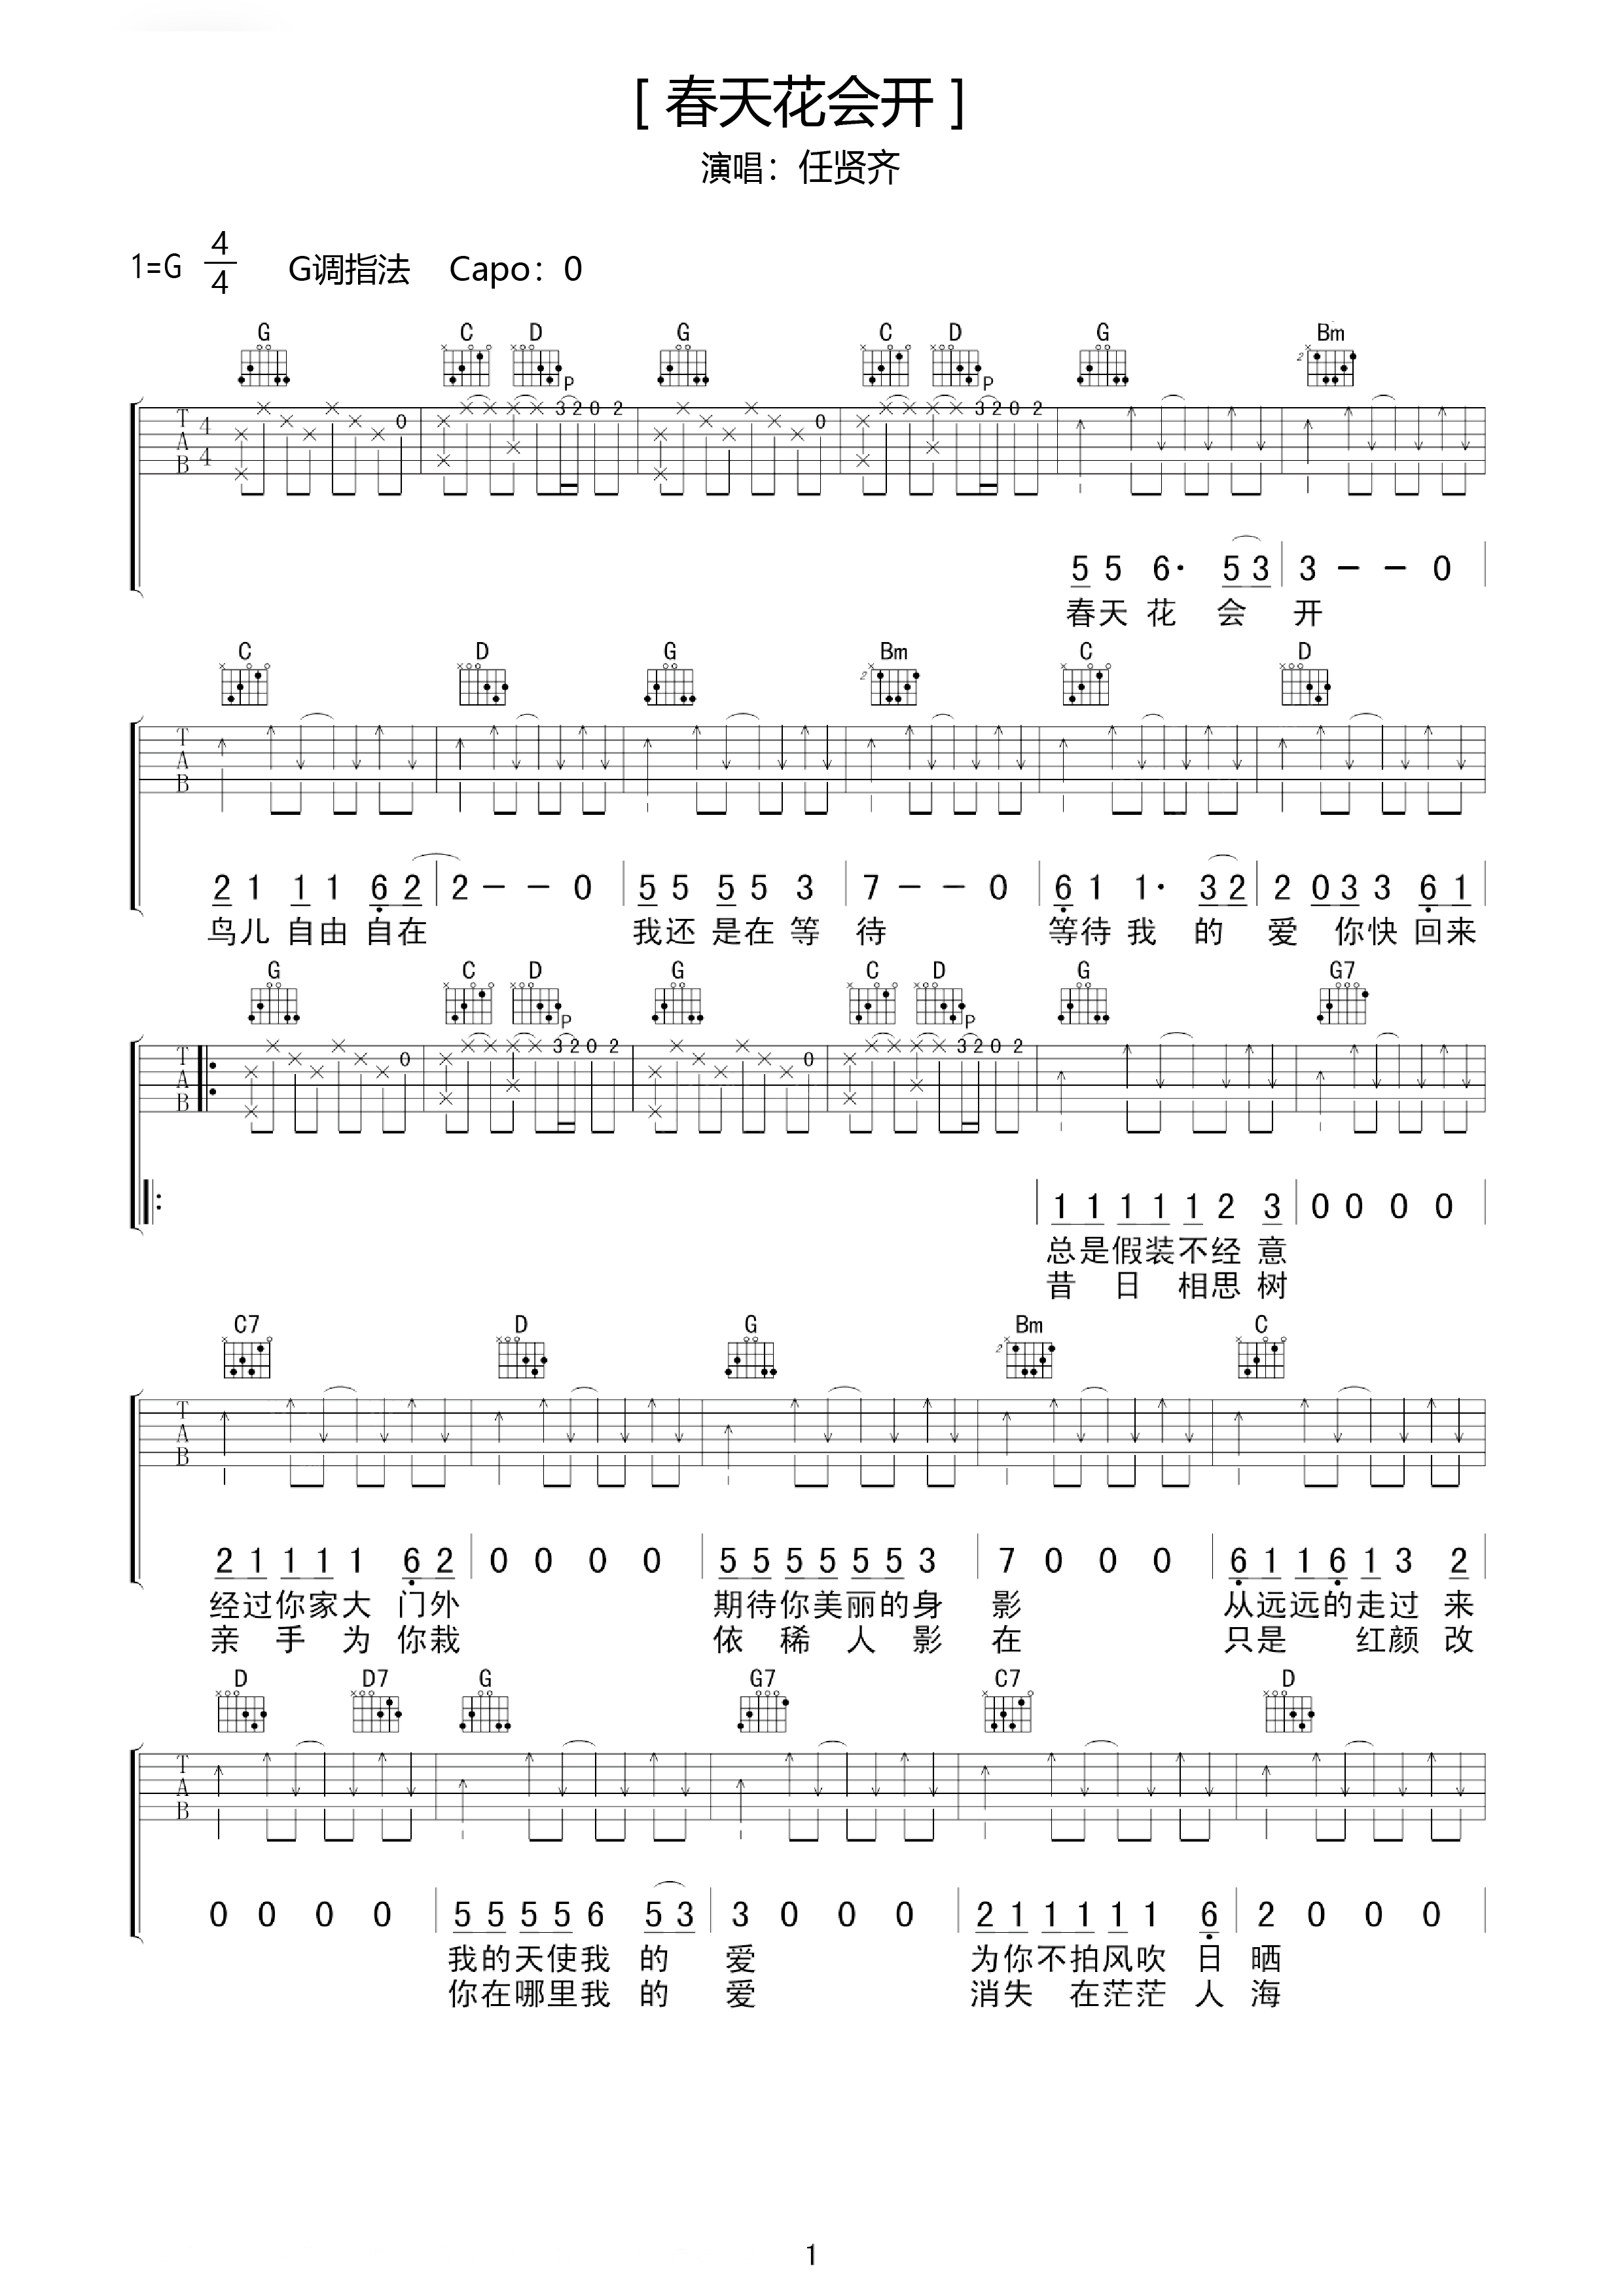 [ 春天花会开 ]
演唱：任贤齐
1=G 4/4 G调指法 Capo：0
G C D G C D G Bm
P P
T A B 4/4 0 3 2 0 2 0 3 2 0 2
5 5 6· 5 3 | 3 － － 0
春天 花 会 开
C D G Bm C D
T A B
2 1 1 1 6 2 | 2 － － 0 | 5 5 5 5 3 | 7 － － 0 | 6 1 1· 3 2 | 2 0 3 3 6 1
鸟儿 自由 自在 我还 是在 等 待 等待 我 的 爱 你快 回来
G C D G C D G G7
P P
T A B 0 3 2 0 2 0 3 2 0 2
1 1 1 1 1 2 3 | 0 0 0 0
总是假装不经 意
昔 日 相思 树
C7 D G Bm C
T A B
2 1 1 1 1 6 2 | 0 0 0 0 | 5 5 5 5 5 5 3 | 7 0 0 0 | 6 1 1 6 1 3 2
经过你家大 门外 期待你美丽的身 影 从远远的走过 来
亲 手 为 你栽 依 稀 人 影 在 只是 红颜 改
D D7 G G7 C7 D
T A B
0 0 0 0 | 5 5 5 5 6 5 3 | 3 0 0 0 | 2 1 1 1 1 1 6 | 2 0 0 0
我的天使我 的 爱 为你不拍风吹 日 晒
你在哪里我 的 爱 消失 在茫茫 人 海
1